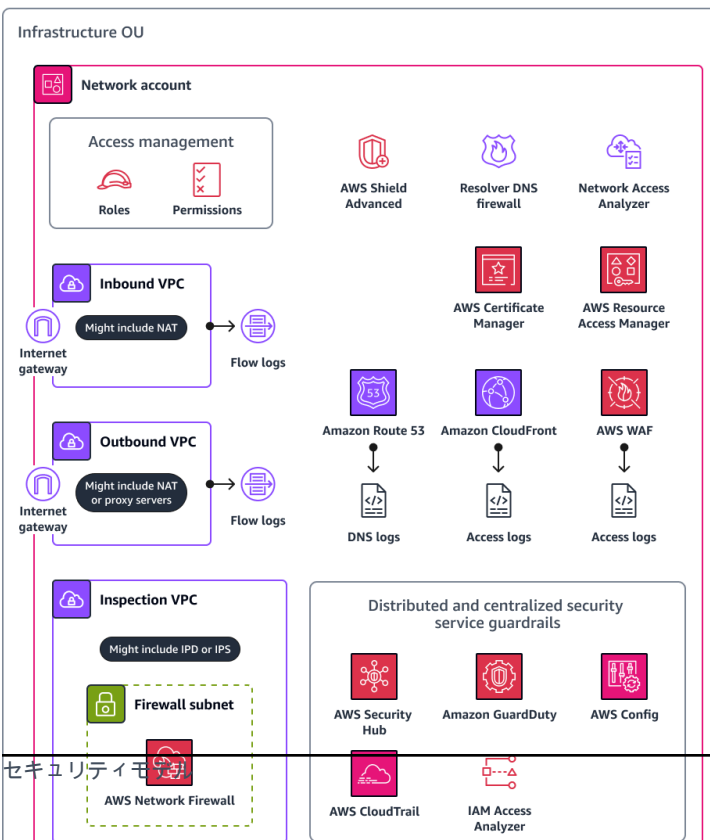 Infrastructure OU
Network account
Access management
Roles
Permissions
AWS Shield
Advanced
Resolver DNS
firewall
Network Access
Analyzer
Inbound VPC
Might include NAT
Internet
gateway
Flow logs
AWS Certificate
Manager
AWS Resource
Access Manager
Outbound VPC
Might include NAT
or proxy servers
Internet
gateway
Flow logs
53
Amazon Route 53
Amazon CloudFront
AWS WAF
DNS logs
Access logs
Access logs
Inspection VPC
Might include IPD or IPS
Firewall subnet
AWS Network Firewall
Distributed and centralized security
service guardrails
AWS Security
Hub
Amazon GuardDuty
AWS Config
セキュリティモデル
AWS CloudTrail
IAM Access
Analyzer